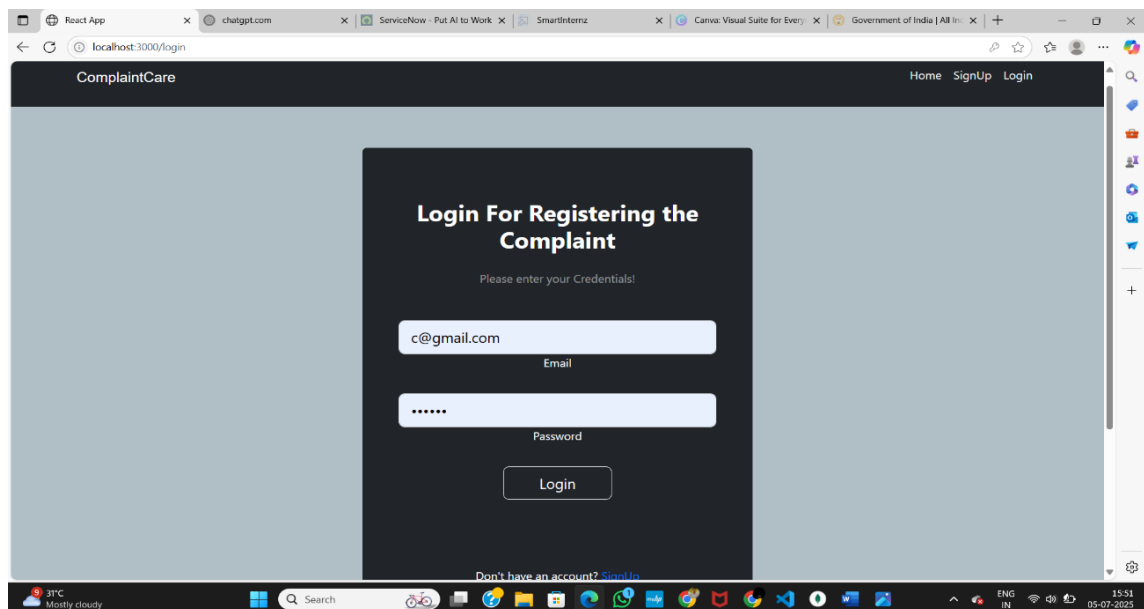 React App
chatgpt.com
ServiceNow - Put AI to Work
SmartInternz
Canva: Visual Suite for Every
Government of India | All In
localhost:3000/login
ComplaintCare
Home SignUp Login
Login For Registering the
Complaint
Please enter your Credentials!
c@gmail.com
Email
••••••
Password
Login
Don't have an account? SignUp
9
31°C
Mostly cloudy
Search
ENG
IN
15:51
05-07-2025